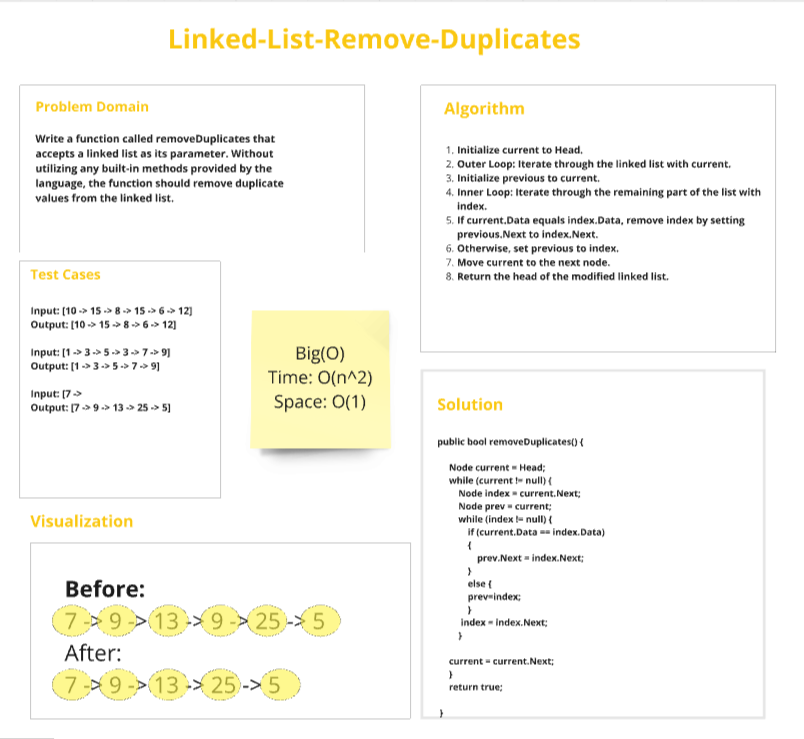 Linked-List-Remove-Duplicates
Problem Domain
Write a function called removeDuplicates that
accepts a linked list as its parameter. Without
utilizing any built-in methods provided by the
language, the function should remove duplicate
values from the linked list.
Algorithm
1. Initialize current to Head.
2. Outer Loop: Iterate through the linked list with current.
3. Initialize previous to current.
4. Inner Loop: Iterate through the remaining part of the list with
index.
5. If current.Data equals index.Data, remove index by setting
previous.Next to index.Next.
6. Otherwise, set previous to index.
7. Move current to the next node.
8. Return the head of the modified linked list.
Test Cases
Input: [10 -> 15 -> 8 -> 15 -> 6 -> 12]
Output: [10 -> 15 -> 8 -> 6 -> 12]
Input: [1 -> 3 -> 5 -> 3 -> 7 -> 9]
Output: [1 -> 3 -> 5 -> 7 -> 9]
Input: [7 ->
Output: [7 -> 9 -> 13 -> 25 -> 5]
Big(O)
Time: O(n^2)
Space: O(1)
Solution
public bool removeDuplicates() {
Node current = Head;
while (current != null) {
Node index = current.Next;
Node prev = current;
while (index != null) {
if (current.Data == index.Data)
{
prev.Next = index.Next;
}
else {
prev=index;
}
index = index.Next;
}
current = current.Next;
}
return true;
}
Visualization
Before:
7 -> 9 -> 13 -> 9 -> 25 -> 5
After:
7 -> 9 -> 13 -> 25 -> 5